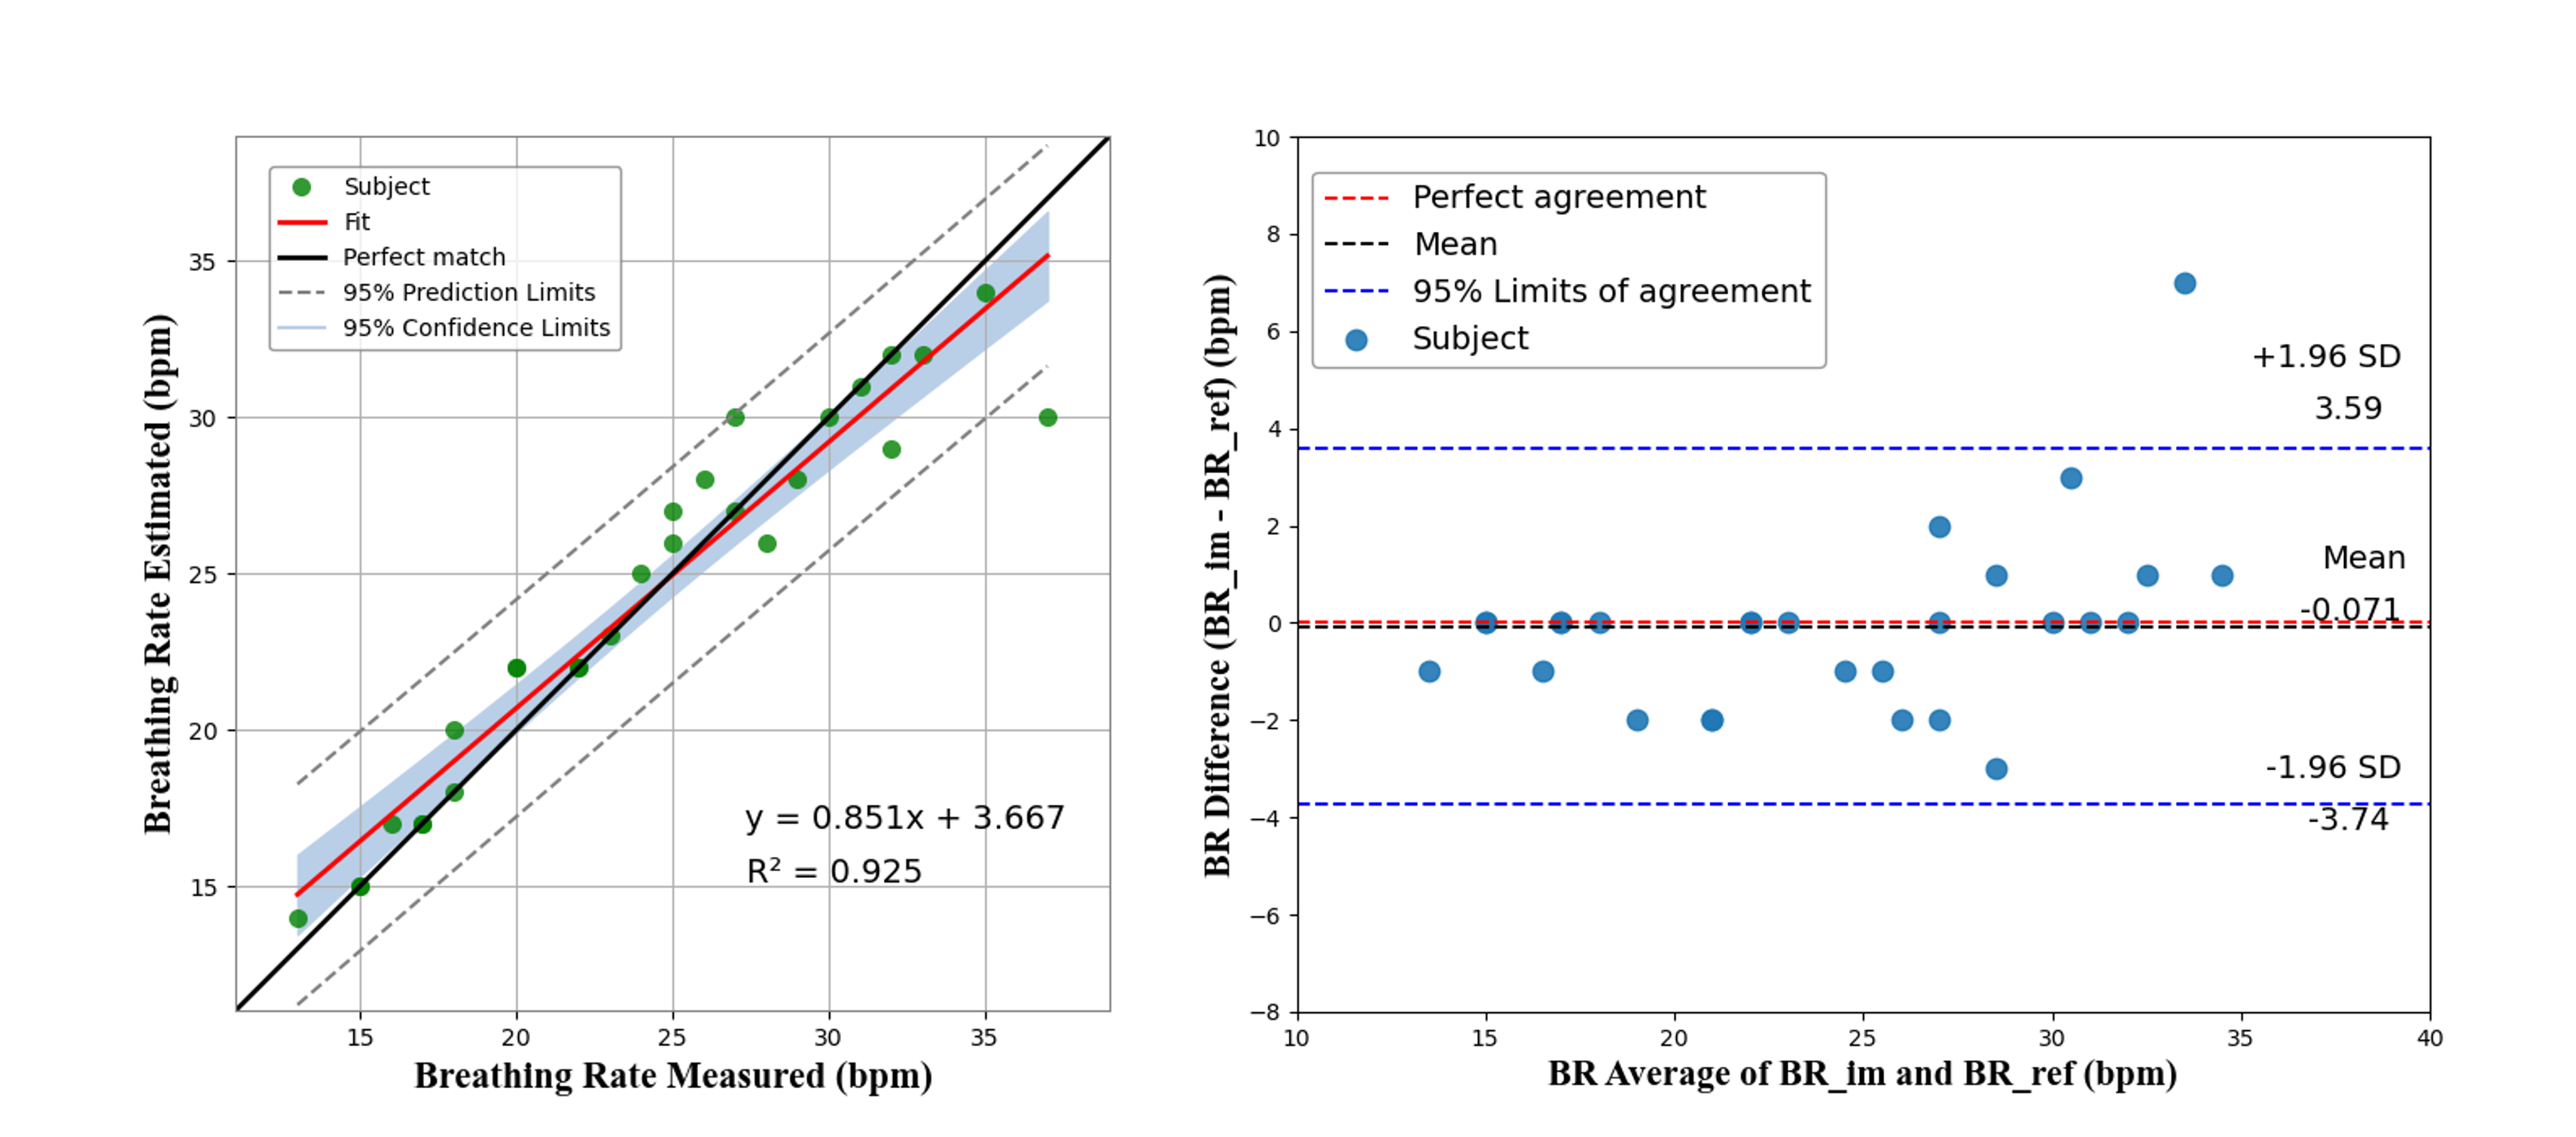 Subject
Fit
Perfect match
95% Prediction Limits
95% Confidence Limits
35
30
25
20
15
15
20
25
30
35
y = 0.851x + 3.667
R² = 0.925
Breathing Rate Estimated (bpm)
Breathing Rate Measured (bpm)
10
8
6
4
2
0
−2
−4
−6
−8
10
15
20
25
30
35
40
Perfect agreement
Mean
95% Limits of agreement
Subject
+1.96 SD
3.59
Mean
-0.071
-1.96 SD
-3.74
BR Difference (BR_im - BR_ref) (bpm)
BR Average of BR_im and BR_ref (bpm)